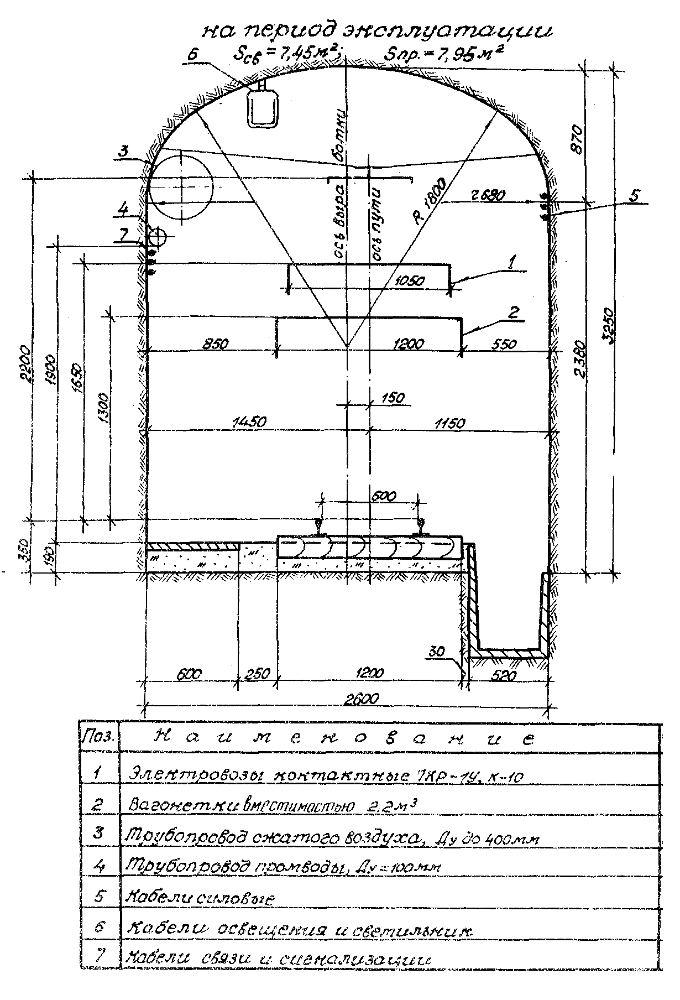 на период эксплуатации
Sсв = 7,45 м²; Sпр. = 7,95 м²
6
3
4
7
5
1
2
ось выработки
ось пути
R 1800
r 680
870
2380
3250
1050
850
1200
550
150
1450
1150
600
2200
1900
1650
1300
350
190
30
600
250
1200
520
2600
Поз. Наименование
1 Электровозы контактные 7КР-1У, К-10
2 Вагонетки вместимостью 2,2 м³
3 Трубопровод сжатого воздуха, Ду до 400мм
4 Трубопровод промводы, Ду=100мм
5 Кабели силовые
6 Кабели освещения и светильник
7 Кабели связи и сигнализации